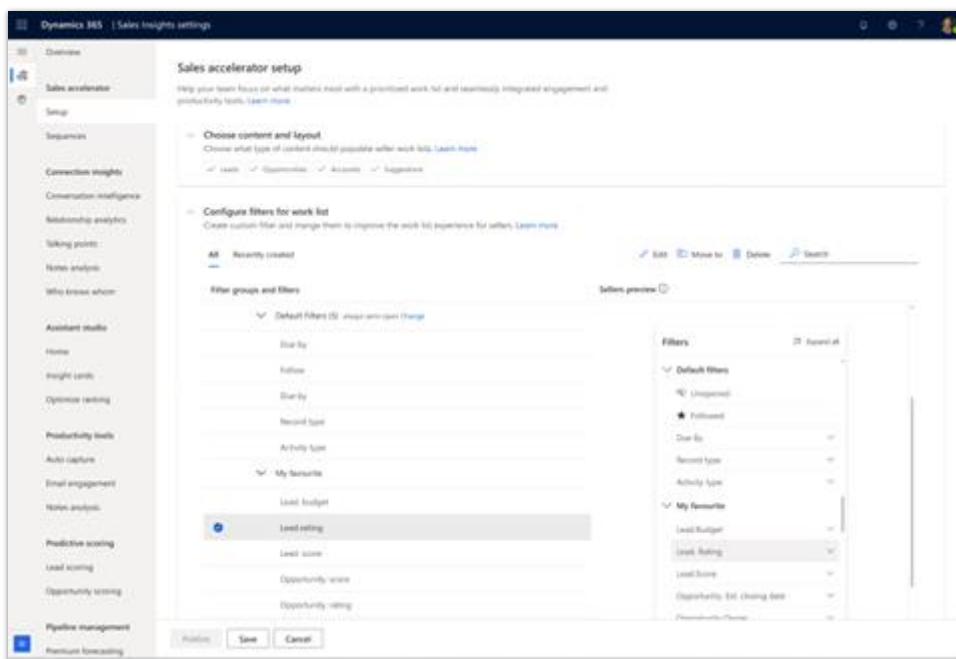 Dynamics 365 | Sales Insights settings
Overview
Sales accelerator
Setup
Sequences
Connection insights
Conversation intelligence
Relationship analytics
Talking points
Notes analysis
Who knows whom
Assistant studio
Home
Insight cards
Optimize ranking
Productivity tools
Auto capture
Email engagement
Notes analysis
Predictive scoring
Lead scoring
Opportunity scoring
Pipeline management
Premium forecasting
Sales accelerator setup
Help your team focus on what matters most with a prioritized work list and seamlessly integrated engagement and
productivity tools. Learn more
Choose content and layout
Choose what type of content should populate seller work lists. Learn more
Leads Opportunities Accounts Suggestions
Configure filters for work list
Create custom filter and mange them to improve the work list experience for sellers. Learn more
All Recently created
Edit Move to Delete Search
Filter groups and filters
Default Filters (5) always semi open Change
Due by
Follow
Due by
Record type
Activity type
My favourite
Lead budget
Lead rating
Lead score
Opportunity score
Opportunity rating
Sellers preview
Filters Expand all
Default filters
Unopened
Followed
Due By
Record type
Activity type
My favourite
Lead Budget
Lead Rating
Lead Score
Opportunity Est. closing date
Opportunity Owner
Publish Save Cancel